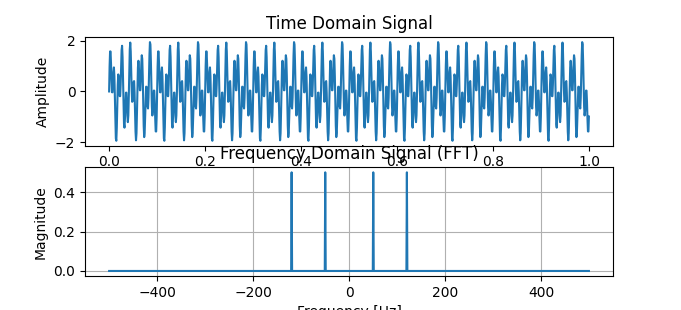 Time Domain Signal
Amplitude
2
0
−2
0.0 0.2 0.4 0.6 0.8 1.0
Frequency Domain Signal (FFT)
Magnitude
0.4
0.2
0.0
−400 −200 0 200 400
Frequency [Hz]